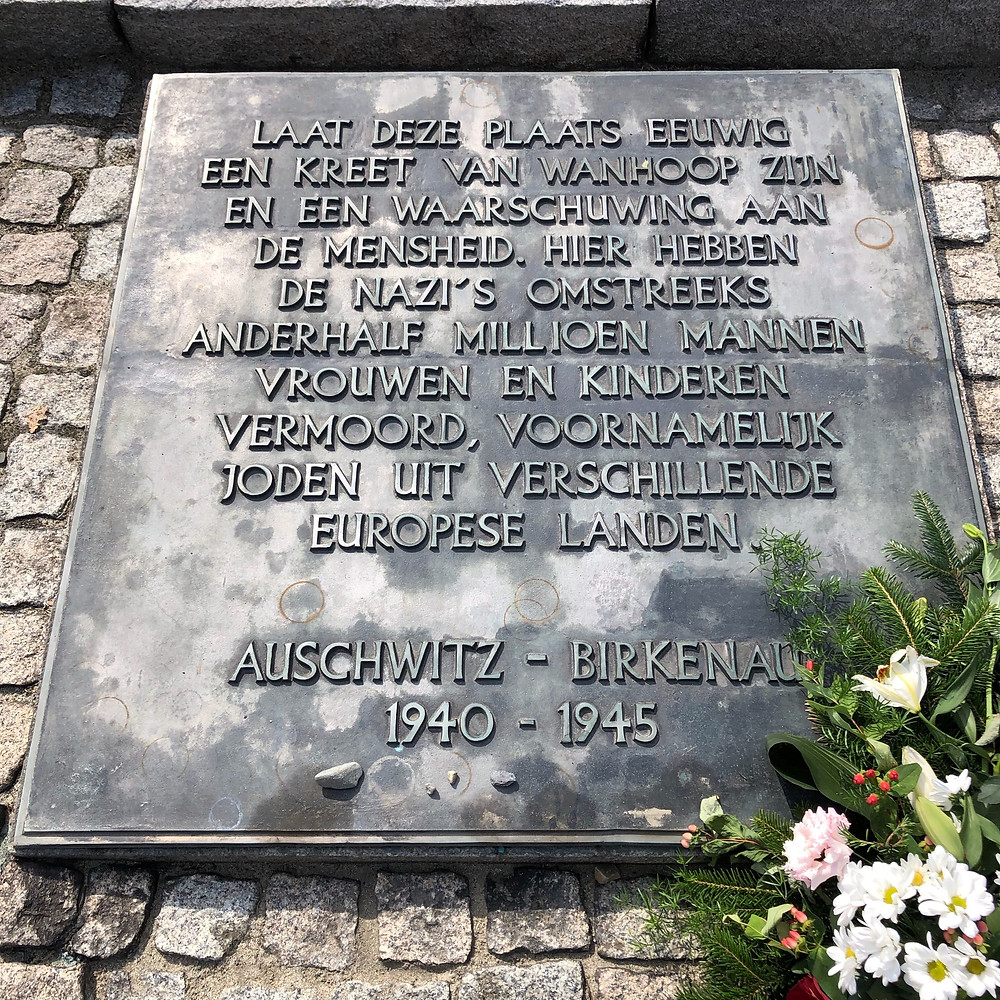 LAAT DEZE PLAATS EEUWIG
EEN KREET VAN WANHOOP ZIJN
EN EEN WAARSCHUWING AAN
DE MENSHEID. HIER HEBBEN
DE NAZI´S OMSTREEKS
ANDERHALF MILLIOEN MANNEN
VROUWEN EN KINDEREN
VERMOORD, VOORNAMELIJK
JODEN UIT VERSCHILLENDE
EUROPESE LANDEN
AUSCHWITZ - BIRKENAU
1940 - 1945